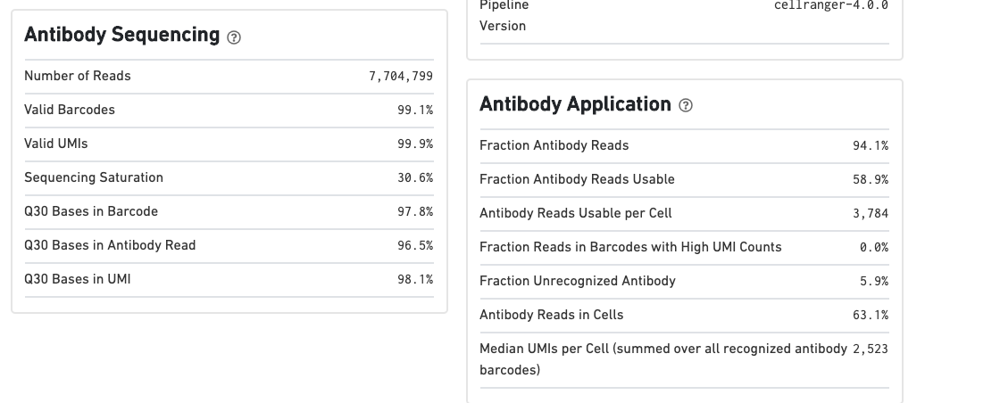 Antibody Sequencing ?
Number of Reads 7,704,799
Valid Barcodes 99.1%
Valid UMIs 99.9%
Sequencing Saturation 30.6%
Q30 Bases in Barcode 97.8%
Q30 Bases in Antibody Read 96.5%
Q30 Bases in UMI 98.1%
Pipeline cellranger-4.0.0
Version
Antibody Application ?
Fraction Antibody Reads 94.1%
Fraction Antibody Reads Usable 58.9%
Antibody Reads Usable per Cell 3,784
Fraction Reads in Barcodes with High UMI Counts 0.0%
Fraction Unrecognized Antibody 5.9%
Antibody Reads in Cells 63.1%
Median UMIs per Cell (summed over all recognized antibody 2,523
barcodes)